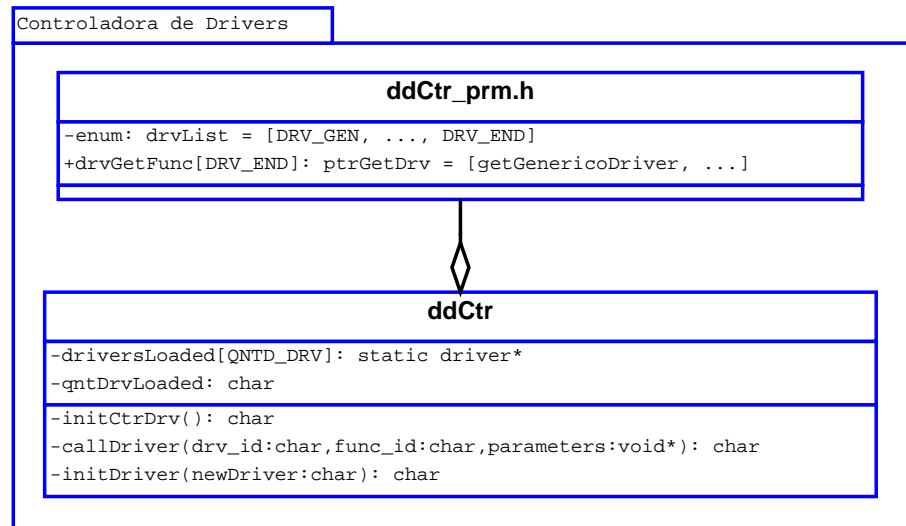 Controladora de Drivers
ddCtr_prm.h
-enum: drvList = [DRV_GEN, ..., DRV_END]
+drvGetFunc[DRV_END]: ptrGetDrv = [getGenericoDriver, ...]
ddCtr
-driversLoaded[QNTD_DRV]: static driver*
-qntDrvLoaded: char
-initCtrDrv(): char
-callDriver(drv_id:char,func_id:char,parameters:void*): char
-initDriver(newDriver:char): char